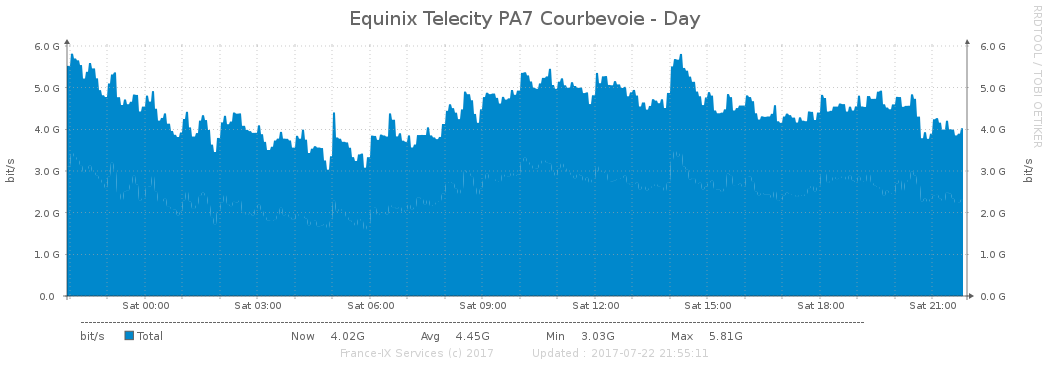 Equinix Telecity PA7 Courbevoie - Day
RRDTOOL / TOBI OETIKER
bit/s
bit/s
6.0 G 6.0 G
5.0 G 5.0 G
4.0 G 4.0 G
3.0 G 3.0 G
2.0 G 2.0 G
1.0 G 1.0 G
0.0 0.0 G
Sat 00:00 Sat 03:00 Sat 06:00 Sat 09:00 Sat 12:00 Sat 15:00 Sat 18:00 Sat 21:00
bit/s Total Now 4.02G Avg 4.45G Min 3.03G Max 5.81G
France-IX Services (c) 2017 Updated : 2017-07-22 21:55:11